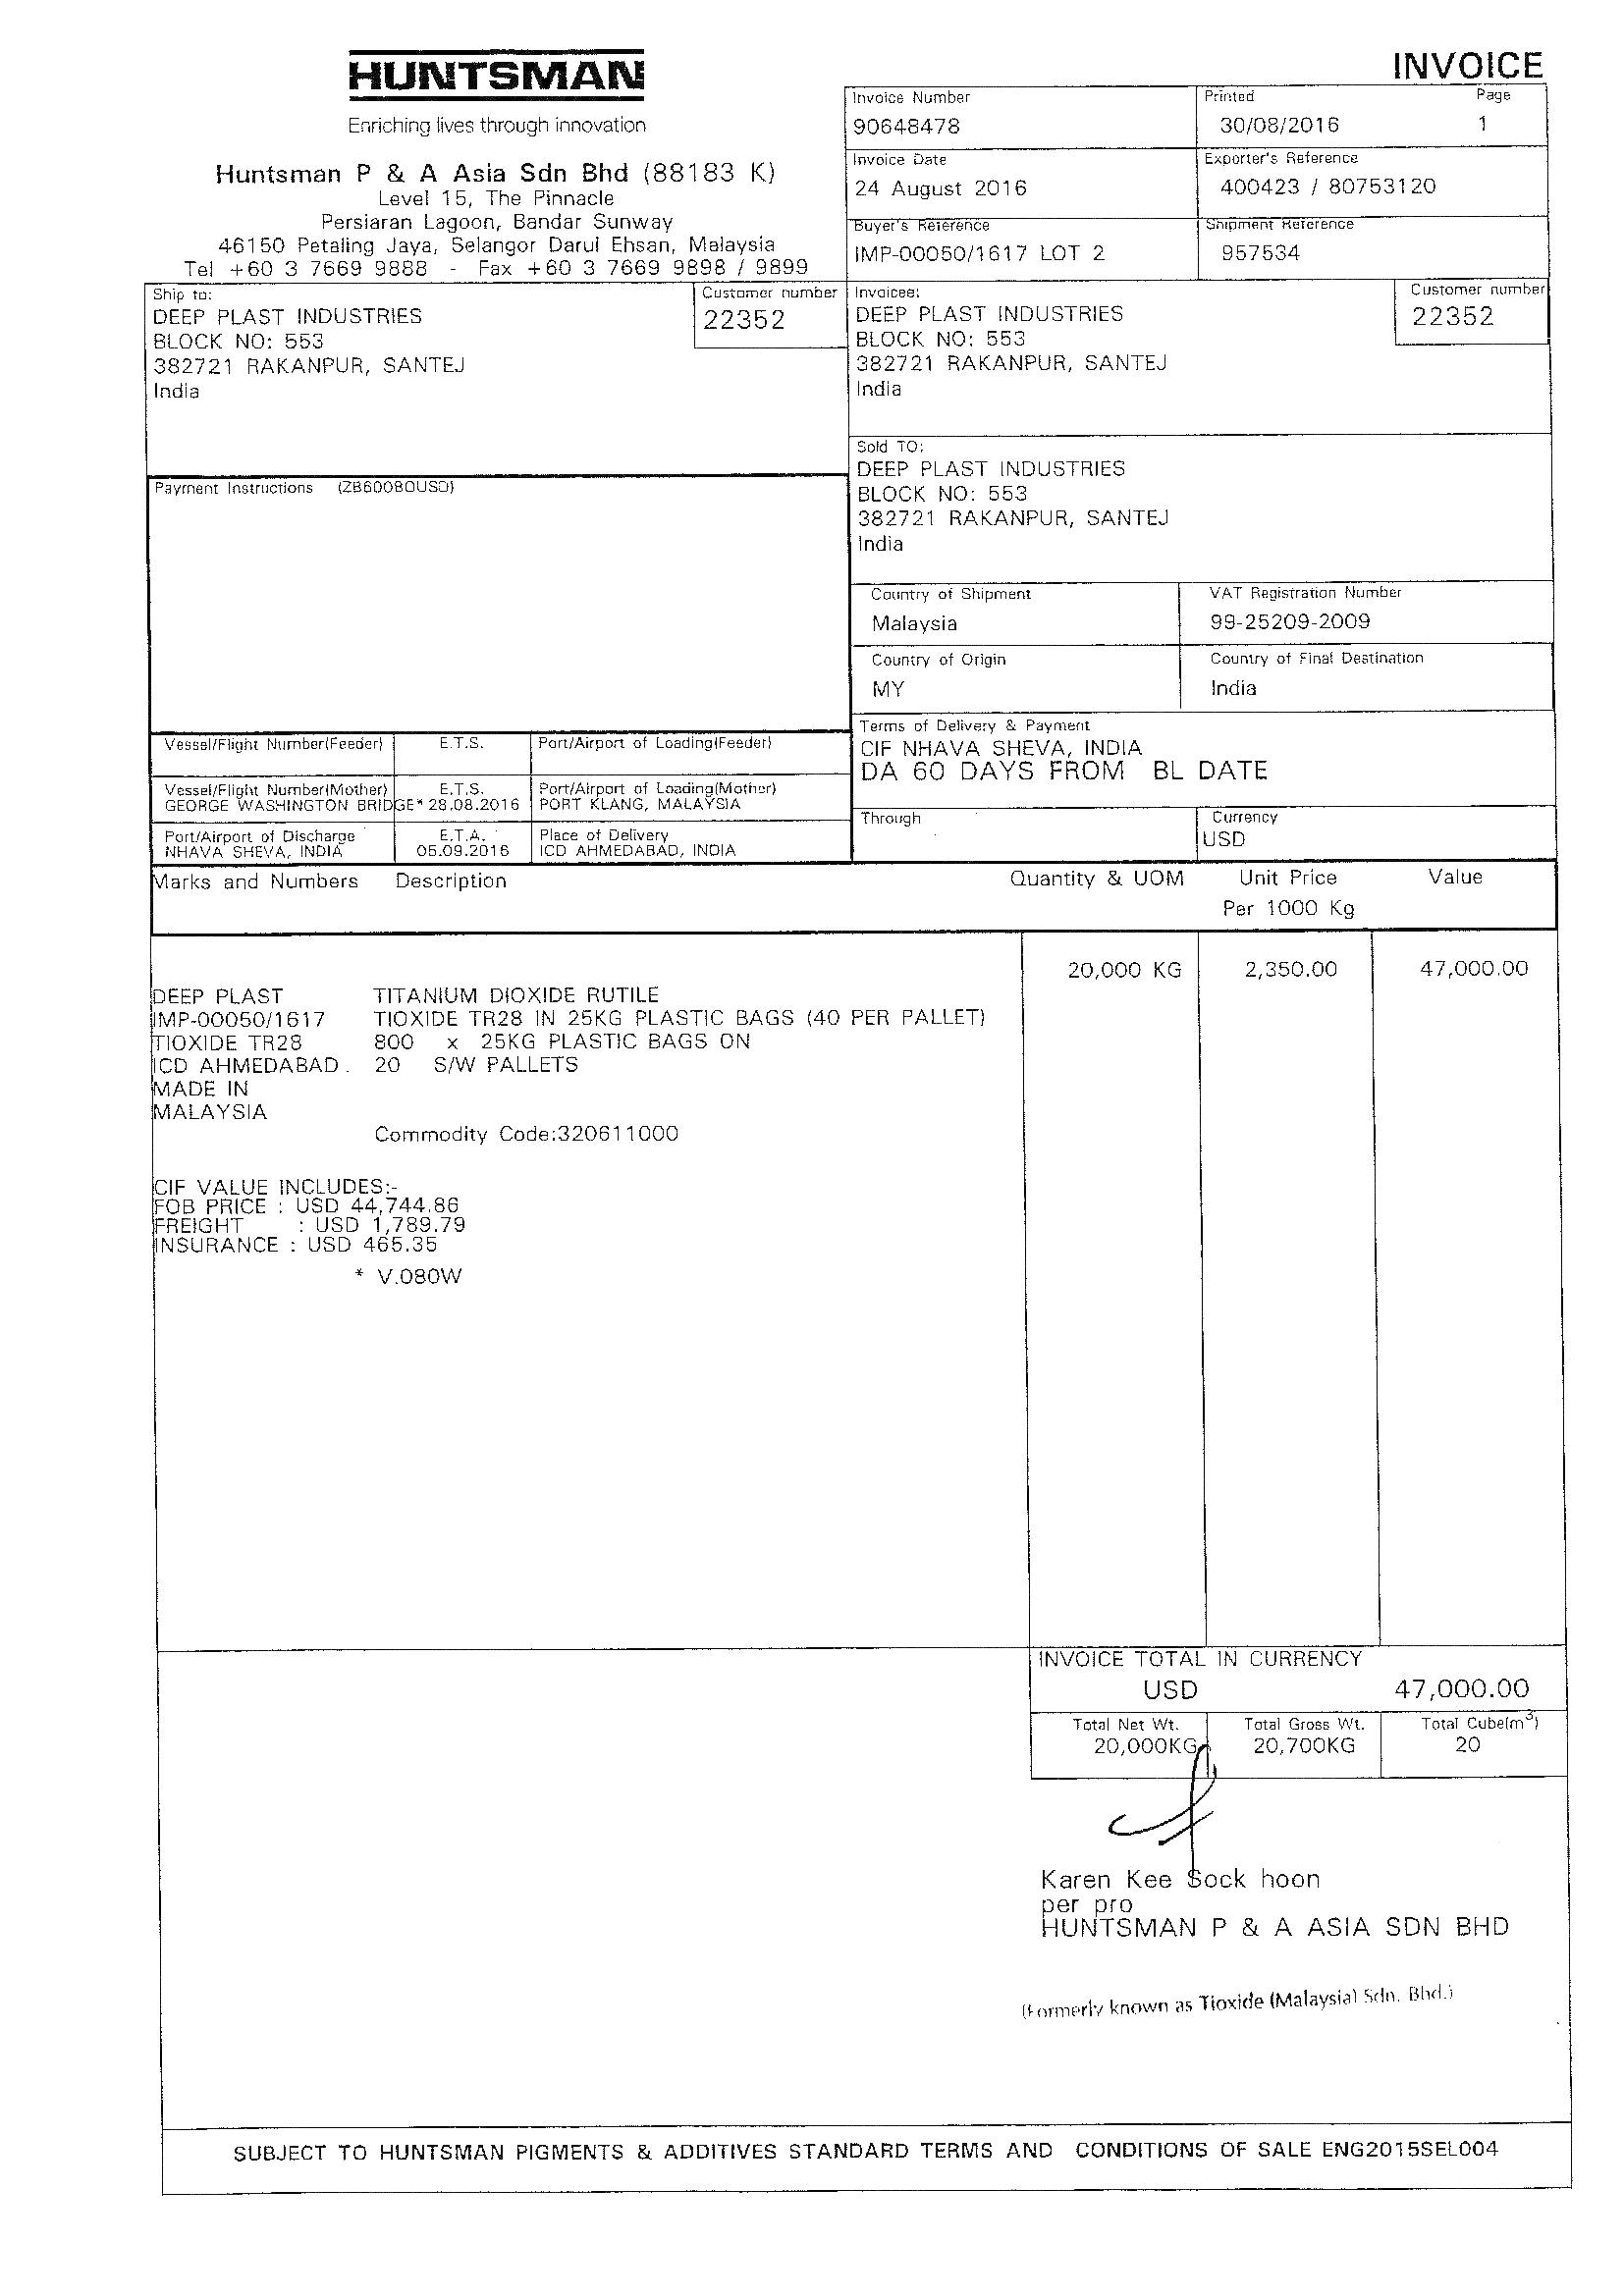 HUNTSMAN
Enriching lives through innovation
Huntsman P & A Asia Sdn Bhd (88183 K)
Level 15, The Pinnacle
Persiaran Lagoon, Bandar Sunway
46150 Petaling Jaya, Selangor Darul Ehsan, Malaysia
Tel +60 3 7669 9888 - Fax +60 3 7669 9898 / 9899
INVOICE
Invoice Number Printed Page
90648478 30/08/2016 1
Invoice Date Exporter's Reference
24 August 2016 400423 / 80753120
Buyer's Reference Shipment Reference
IMP-00050/1617 LOT 2 957534
Ship to: Customer number
DEEP PLAST INDUSTRIES 22352
BLOCK NO: 553
382721 RAKANPUR, SANTEJ
India
Invoicee: Customer number
DEEP PLAST INDUSTRIES 22352
BLOCK NO: 553
382721 RAKANPUR, SANTEJ
India
Sold TO:
DEEP PLAST INDUSTRIES
BLOCK NO: 553
382721 RAKANPUR, SANTEJ
India
Payment Instructions (ZB60080USD)
Country of Shipment VAT Registration Number
Malaysia 99-25209-2009
Country of Origin Country of Final Destination
MY India
Terms of Delivery & Payment
CIF NHAVA SHEVA, INDIA
DA 60 DAYS FROM BL DATE
Vessel/Flight Number(Feeder) E.T.S. Port/Airport of Loading(Feeder)
Vessel/Flight Number(Mother) E.T.S. Port/Airport of Loading(Mother)
GEORGE WASHINGTON BRIDGE* 28.08.2016 PORT KLANG, MALAYSIA
Port/Airport of Discharge E.T.A. Place of Delivery
NHAVA SHEVA, INDIA 05.09.2016 ICD AHMEDABAD, INDIA
Through Currency
USD
Marks and Numbers Description Quantity & UOM Unit Price Value
Per 1000 Kg
20,000 KG 2,350.00 47,000.00
DEEP PLAST TITANIUM DIOXIDE RUTILE
IMP-00050/1617 TIOXIDE TR28 IN 25KG PLASTIC BAGS (40 PER PALLET)
TIOXIDE TR28 800 x 25KG PLASTIC BAGS ON
ICD AHMEDABAD. 20 S/W PALLETS
MADE IN
MALAYSIA
Commodity Code:320611000
CIF VALUE INCLUDES:-
FOB PRICE : USD 44,744.86
FREIGHT : USD 1,789.79
INSURANCE : USD 465.35
* V.080W
INVOICE TOTAL IN CURRENCY
USD 47,000.00
Total Net Wt. Total Gross Wt. Total Cube(m³)
20,000KG 20,700KG 20
Karen Kee Sock hoon
per pro
HUNTSMAN P & A ASIA SDN BHD
(Formerly known as Tioxide (Malaysia) Sdn. Bhd.)
SUBJECT TO HUNTSMAN PIGMENTS & ADDITIVES STANDARD TERMS AND CONDITIONS OF SALE ENG2015SEL004